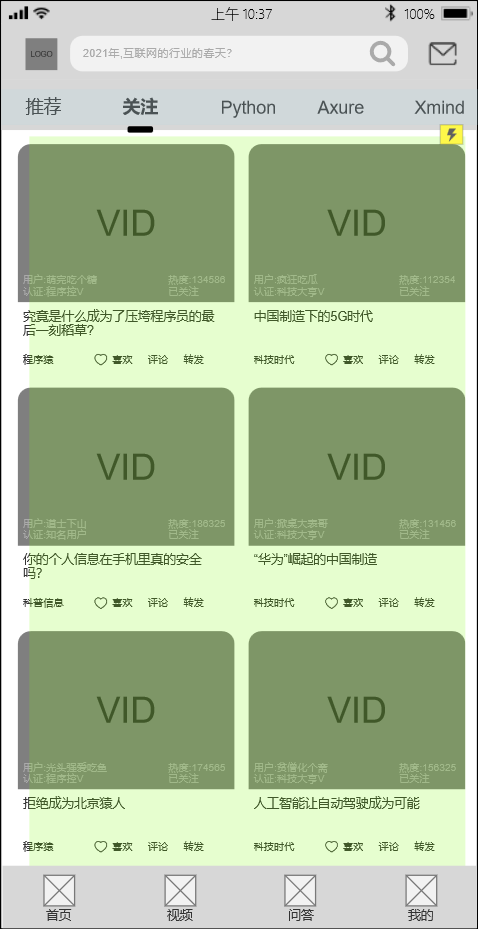 上午 10:37
100%
LOGO
2021年,互联网的行业的春天？
推荐 关注 Python Axure Xmind
VID
用户:萌完吃个糖 热度:134586
认证:程序控V 已关注
究竟是什么成为了压垮程序员的最
后一刻稻草？
程序猿 喜欢 评论 转发
VID
用户:疯狂吃瓜 热度:112354
认证:科技大亨V 已关注
中国制造下的5G时代
科技时代 喜欢 评论 转发
VID
用户:道士下山 热度:186325
认证:知名用户 已关注
你的个人信息在手机里真的安全
吗？
科普信息 喜欢 评论 转发
VID
用户:掀桌大表哥 热度:131456
认证:科技大亨V 已关注
“华为”崛起的中国制造
科技时代 喜欢 评论 转发
VID
用户:光头强爱吃鱼 热度:174565
认证:程序控V 已关注
拒绝成为北京猿人
程序猿 喜欢 评论 转发
VID
用户:贫僧化个斋 热度:156325
认证:科技大亨V 已关注
人工智能让自动驾驶成为可能
科技时代 喜欢 评论 转发
首页 视频 问答 我的